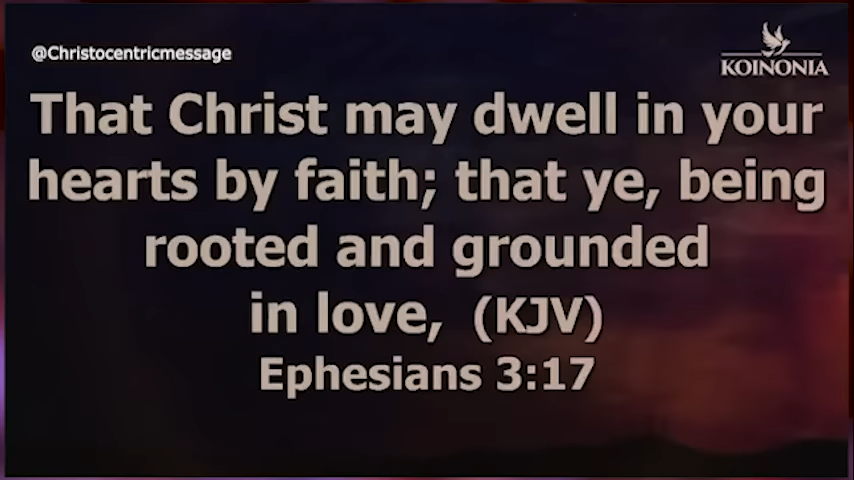 @Christocentricmessage
KOINONIA
That Christ may dwell in your
hearts by faith; that ye, being
rooted and grounded
in love, (KJV)
Ephesians 3:17